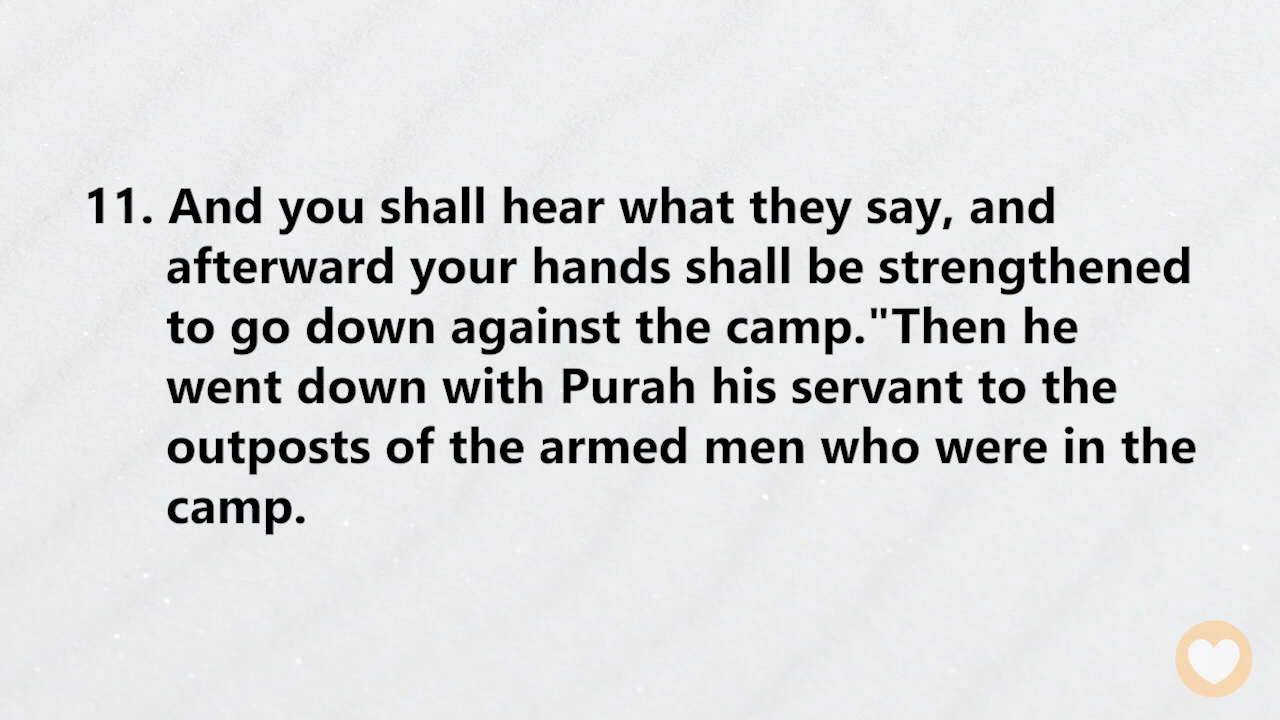 11. And you shall hear what they say, and
afterward your hands shall be strengthened
to go down against the camp."Then he
went down with Purah his servant to the
outposts of the armed men who were in the
camp.